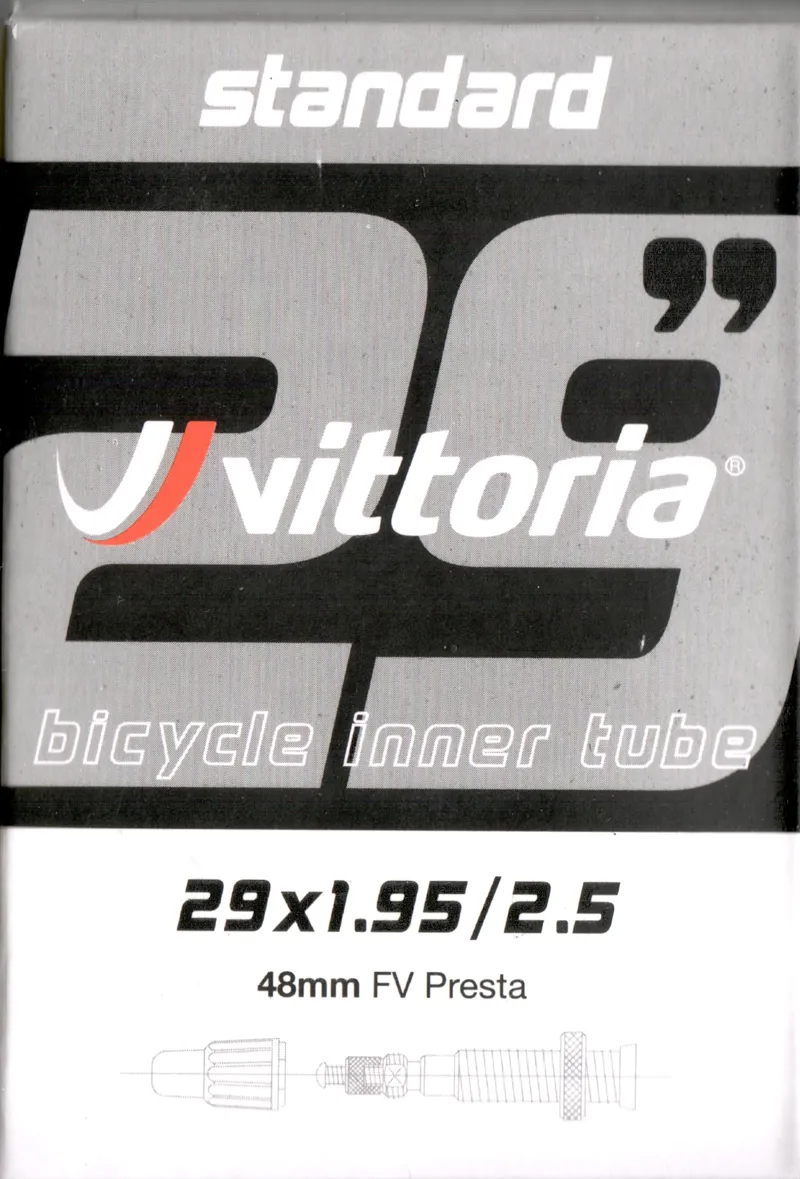 standard
29”
vittoria®
bicycle inner tube
29x1.95/2.5
48mm FV Presta